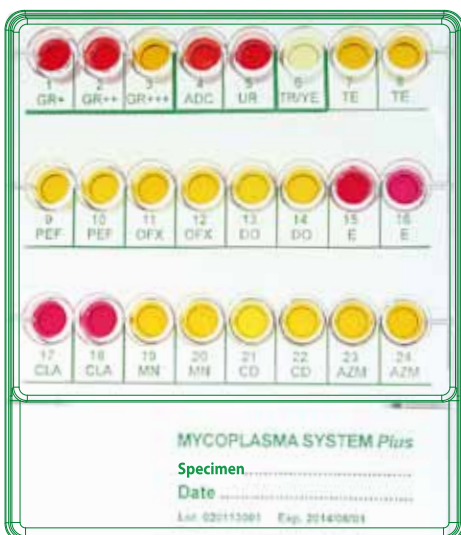 1 2 3 4 5 6 7 8
GR+ GR++ GR+++ ADC UR TR/YE TE TE
9 10 11 12 13 14 15 16
PEF PEF OFX OFX DO DO E E
17 18 19 20 21 22 23 24
CLA CLA MN MN CD CD AZM AZM
MYCOPLASMA SYSTEM Plus
Specimen
Date
Lot. 020113001 Exp. 2014/08/01